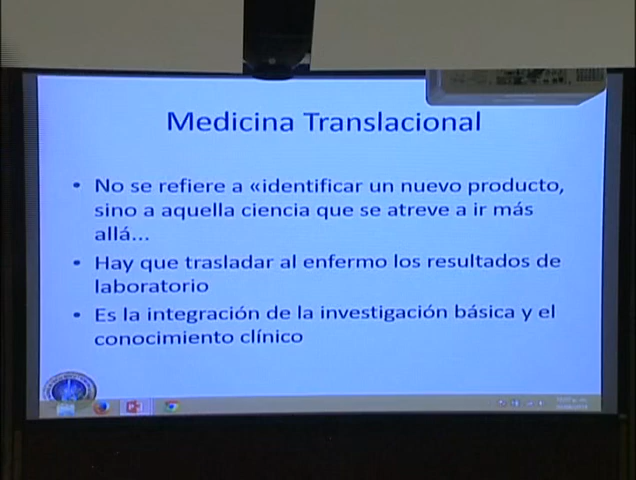 Medicina Translacional
• No se refiere a «identificar un nuevo producto,
sino a aquella ciencia que se atreve a ir más
allá...
• Hay que trasladar al enfermo los resultados de
laboratorio
• Es la integración de la investigación básica y el
conocimiento clínico